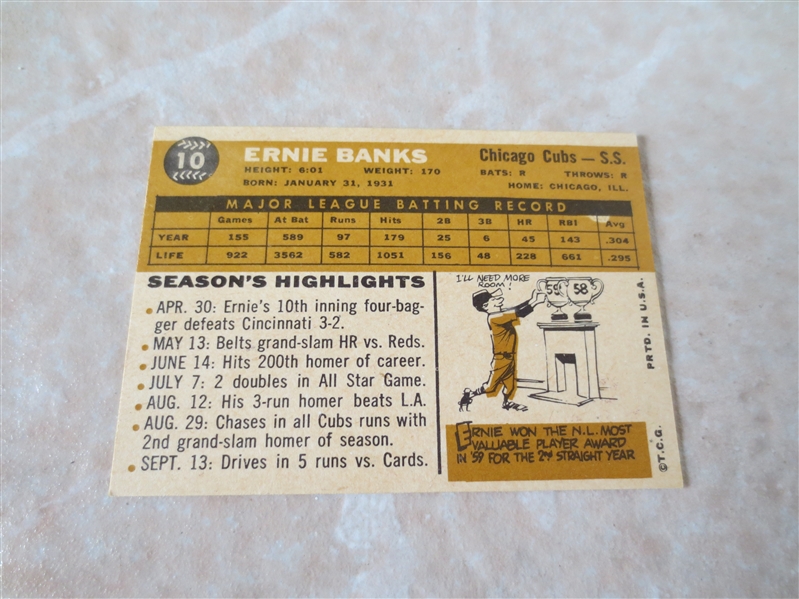 10
ERNIE BANKS
Chicago Cubs — S.S.
HEIGHT: 6:01 WEIGHT: 170 BATS: R THROWS: R
BORN: JANUARY 31, 1931 HOME: CHICAGO, ILL.
MAJOR LEAGUE BATTING RECORD
Games At Bat Runs Hits 2B 3B HR RBI Avg
YEAR 155 589 97 179 25 6 45 143 .304
LIFE 922 3562 582 1051 156 48 228 661 .295
SEASON'S HIGHLIGHTS
• APR. 30: Ernie's 10th inning four-bag-
ger defeats Cincinnati 3-2.
• MAY 13: Belts grand-slam HR vs. Reds.
• JUNE 14: Hits 200th homer of career.
• JULY 7: 2 doubles in All Star Game.
• AUG. 12: His 3-run homer beats L.A.
• AUG. 29: Chases in all Cubs runs with
2nd grand-slam homer of season.
• SEPT. 13: Drives in 5 runs vs. Cards.
I'LL NEED MORE
ROOM!
59 58
ERNIE WON THE N.L. MOST
VALUABLE PLAYER AWARD
IN '59 FOR THE 2nd STRAIGHT YEAR
©T.C.G. PRTD. IN U.S.A.